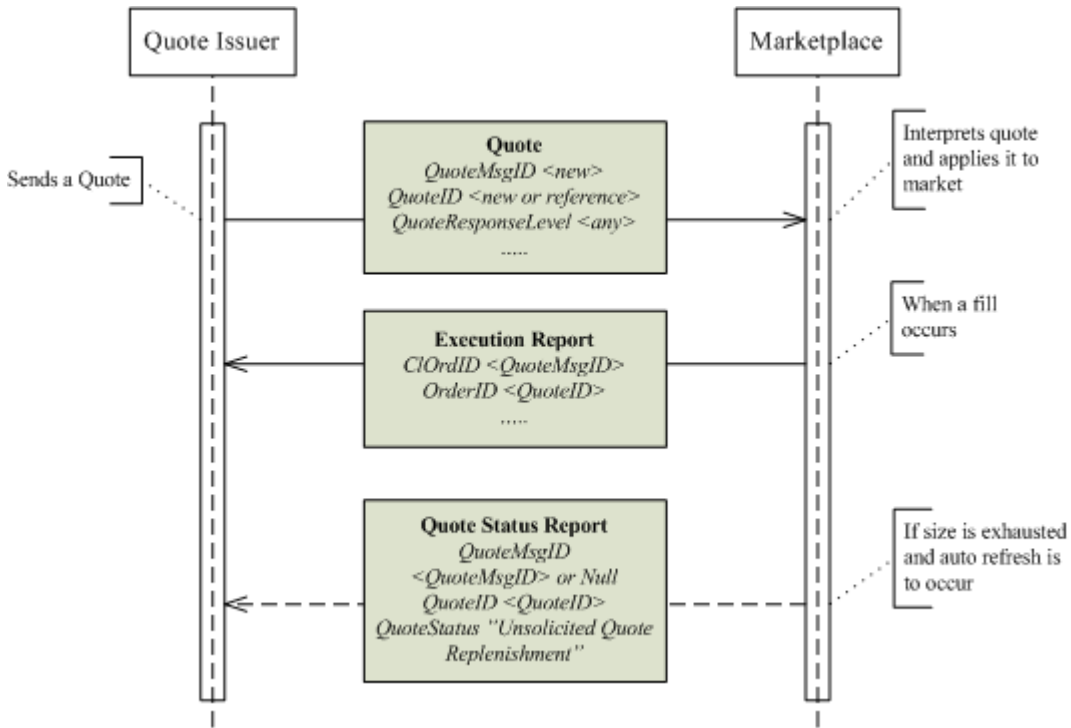 Quote Issuer
Marketplace
Sends a Quote
Quote
QuoteMsgID <new>
QuoteID <new or reference>
QuoteResponseLevel <any>
.....
Interprets quote
and applies it to
market
Execution Report
ClOrdID <QuoteMsgID>
OrderID <QuoteID>
.....
When a fill
occurs
Quote Status Report
QuoteMsgID
<QuoteMsgID> or Null
QuoteID <QuoteID>
QuoteStatus "Unsolicited Quote
Replenishment"
If size is exhausted
and auto refresh is
to occur